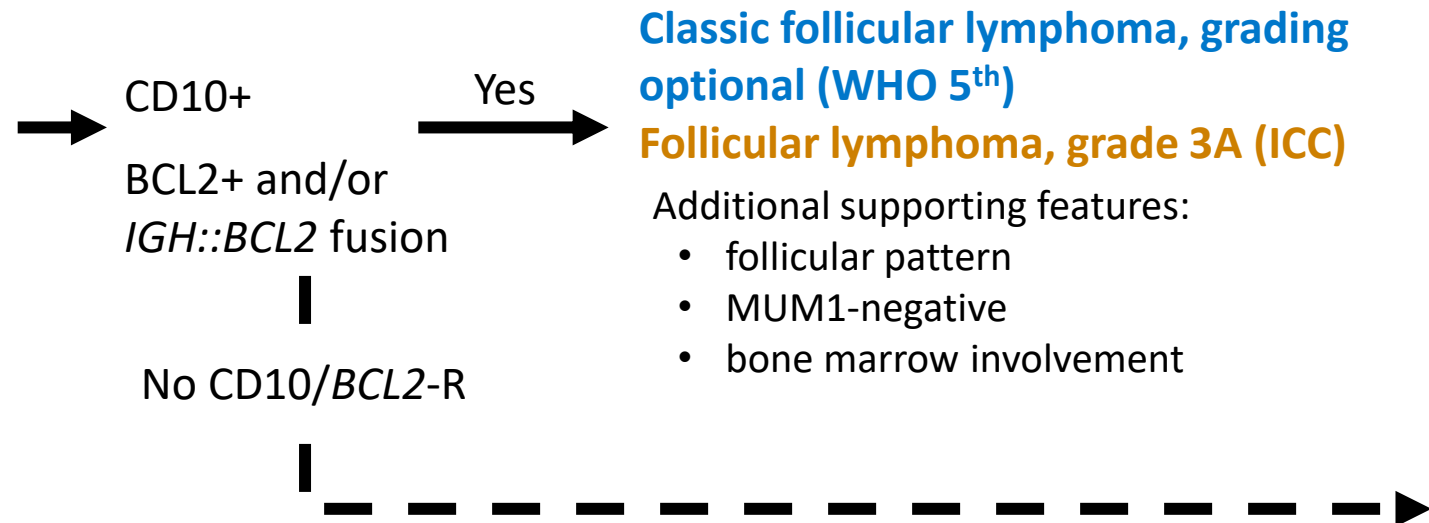 CD10+
BCL2+ and/or
IGH::BCL2 fusion
No CD10/BCL2-R
Yes
Classic follicular lymphoma, grading
optional (WHO 5th)
Follicular lymphoma, grade 3A (ICC)
Additional supporting features:
• follicular pattern
• MUM1-negative
• bone marrow involvement